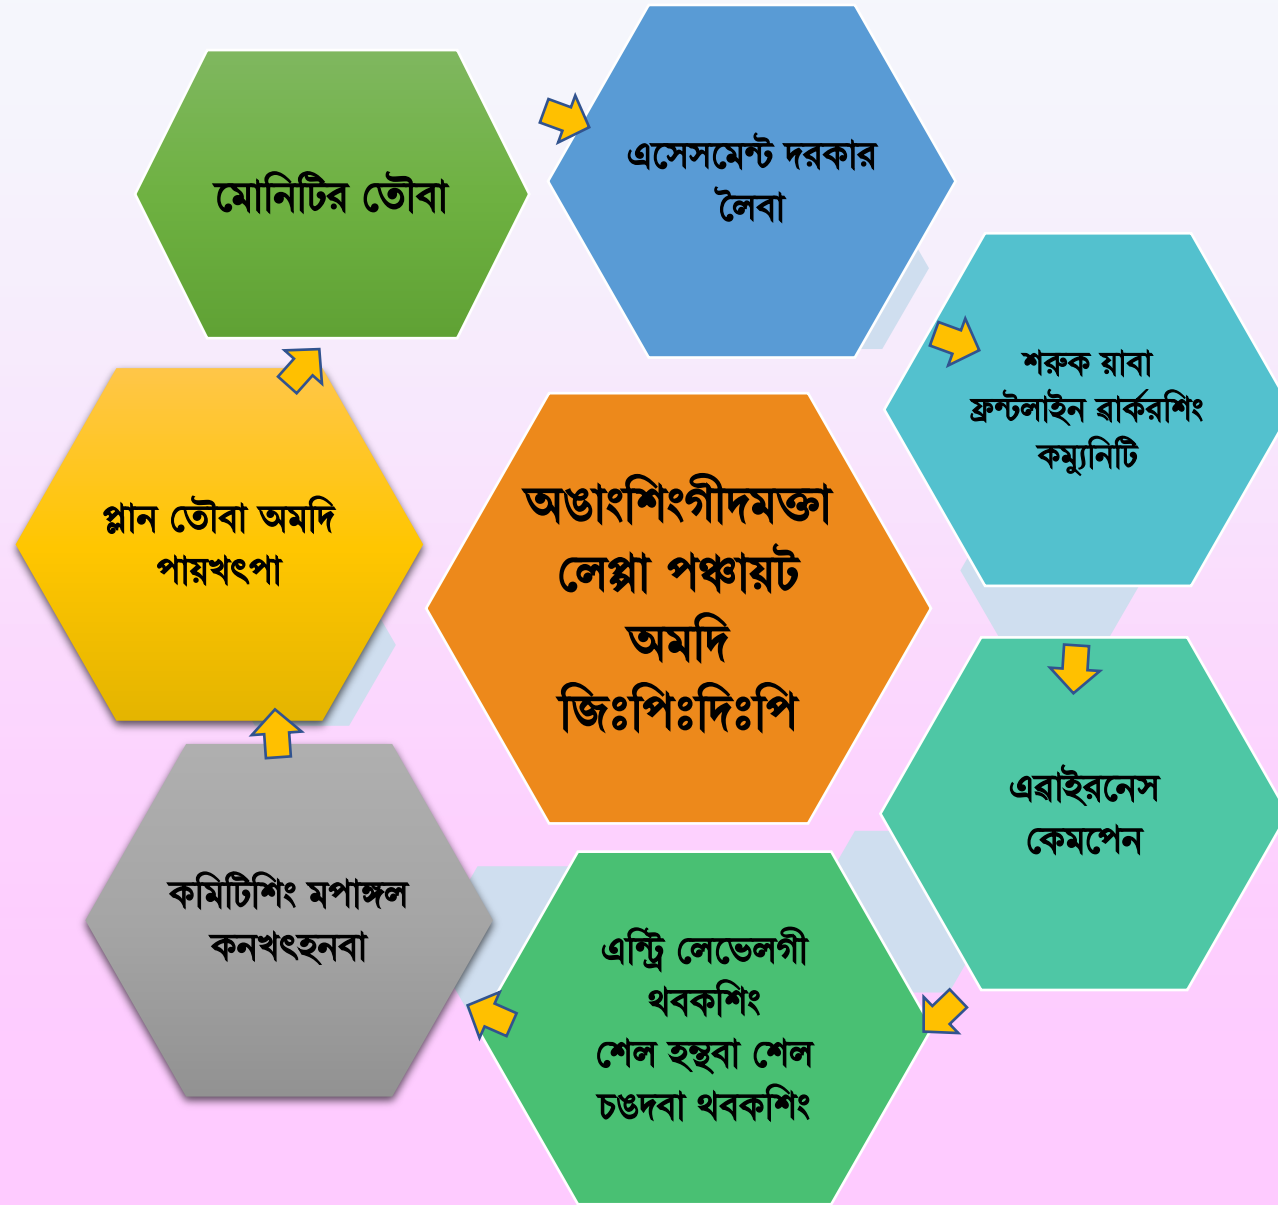 মোনিটির তৌবা
এসেসমেন্ট দরকার
লৈবা
শরুক য়াবা
ফ্রন্টলাইন ৱার্করশিং
কম্যুনিটি
এৱাইরনেস
কেমপেন
এন্ট্রি লেভেলগী
থবকশিং
শেল হন্থবা শেল
চঙদবা থবকশিং
কমিটিশিং মপাঙ্গল
কনখৎহনবা
প্লান তৌবা অমদি
পায়খৎপা
অঙাংশিংগীদমক্তা
লেপ্পা পঞ্চায়ট
অমদি
জিঃপিঃদিঃপি